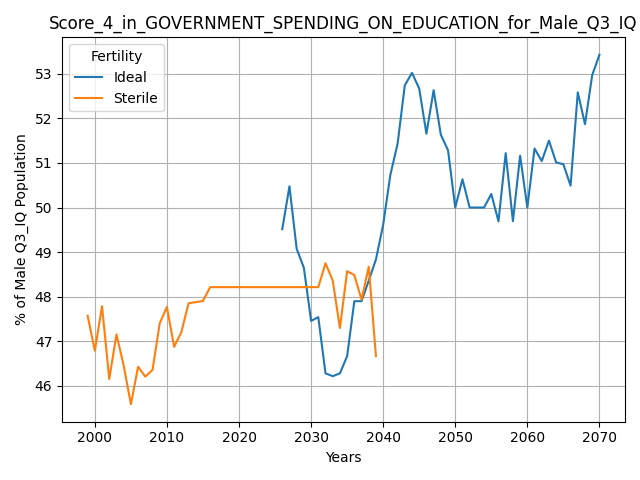 Score_4_in_GOVERNMENT_SPENDING_ON_EDUCATION_for_Male_Q3_IQ
Fertility
Ideal
Sterile
% of Male Q3_IQ Population
53
52
51
50
49
48
47
46
2000 2010 2020 2030 2040 2050 2060 2070
Years